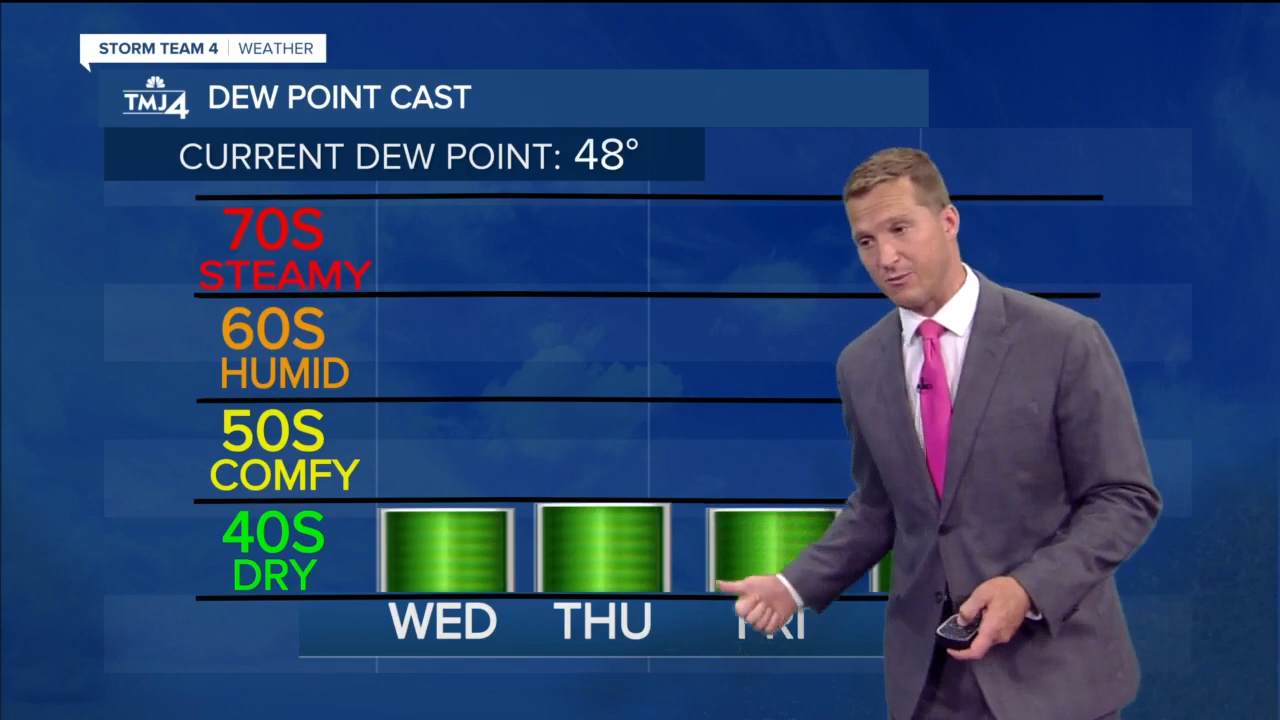 STORM TEAM 4 | WEATHER
TMJ4 DEW POINT CAST
CURRENT DEW POINT: 48°
70S
STEAMY
60S
HUMID
50S
COMFY
40S
DRY
WED THU FRI